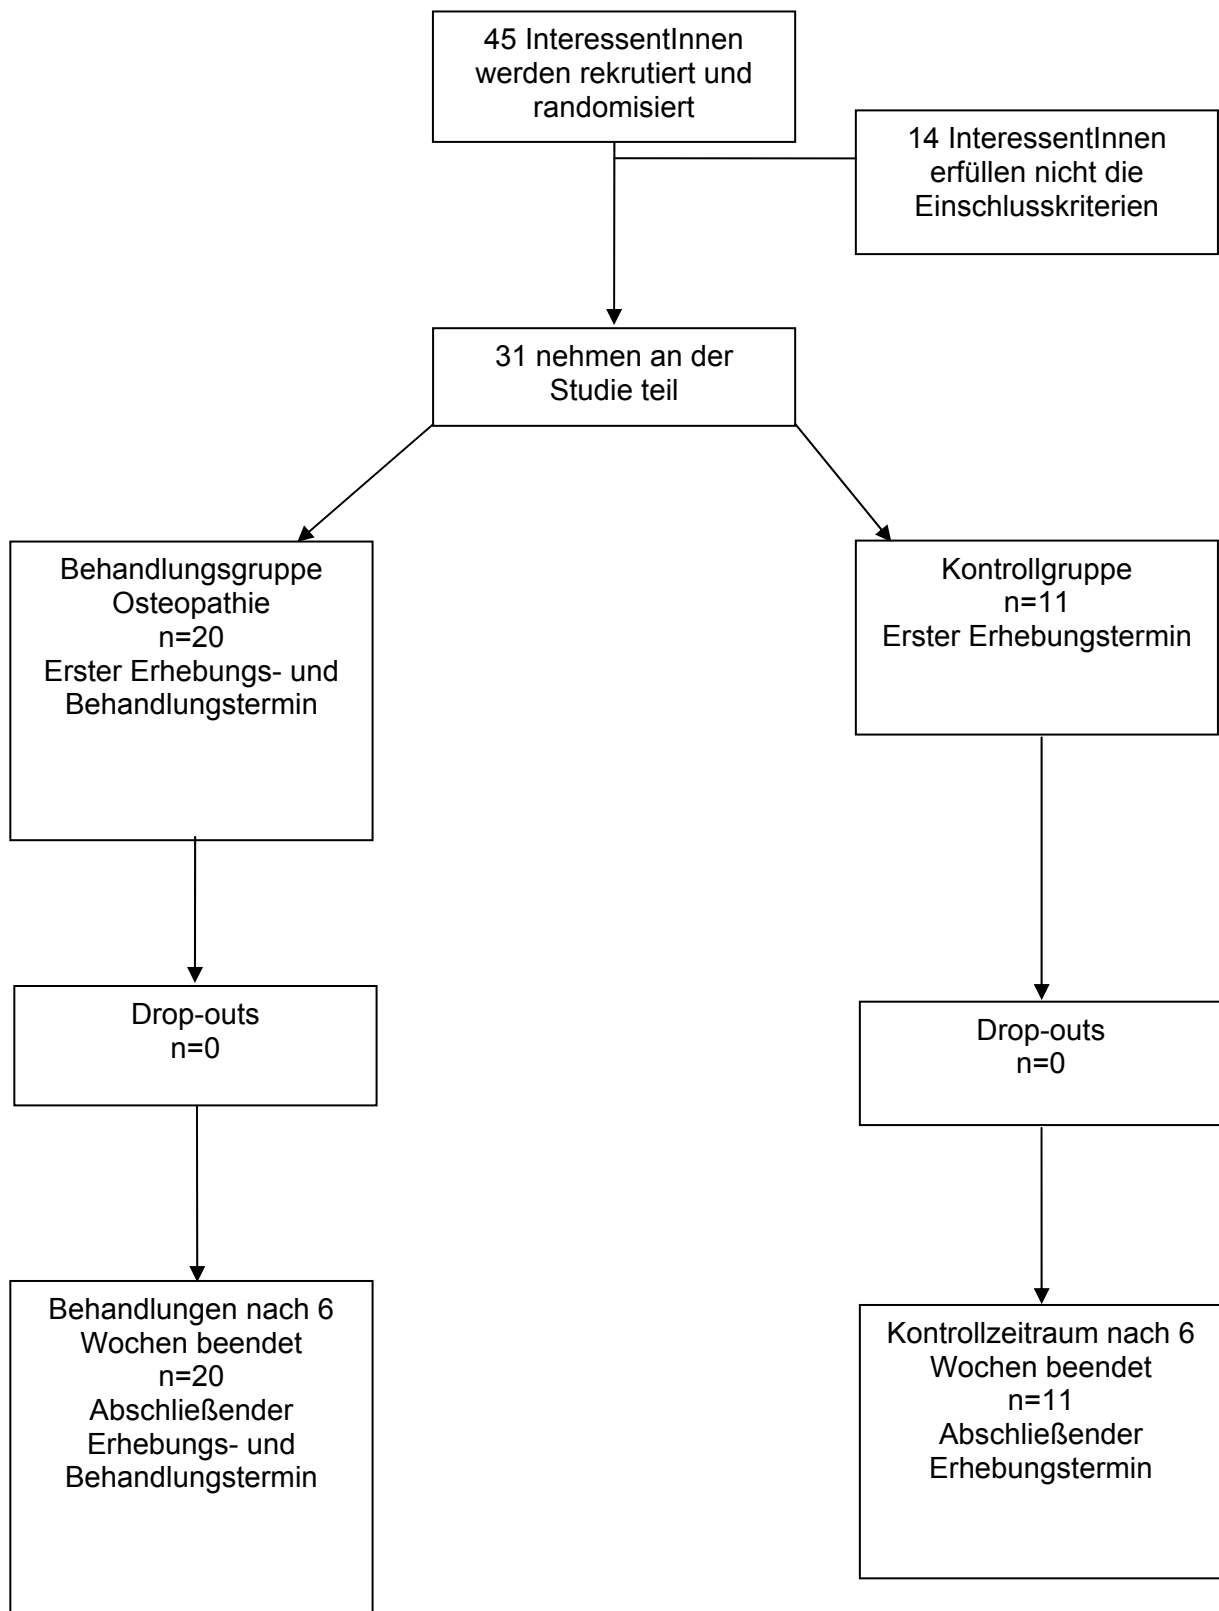 45 InteressentInnen
werden rekrutiert und
randomisiert
14 InteressentInnen
erfüllen nicht die
Einschlusskriterien
31 nehmen an der
Studie teil
Behandlungsgruppe
Osteopathie
n=20
Erster Erhebungs- und
Behandlungstermin
Kontrollgruppe
n=11
Erster Erhebungstermin
Drop-outs
n=0
Drop-outs
n=0
Behandlungen nach 6
Wochen beendet
n=20
Abschließender
Erhebungs- und
Behandlungstermin
Kontrollzeitraum nach 6
Wochen beendet
n=11
Abschließender
Erhebungstermin